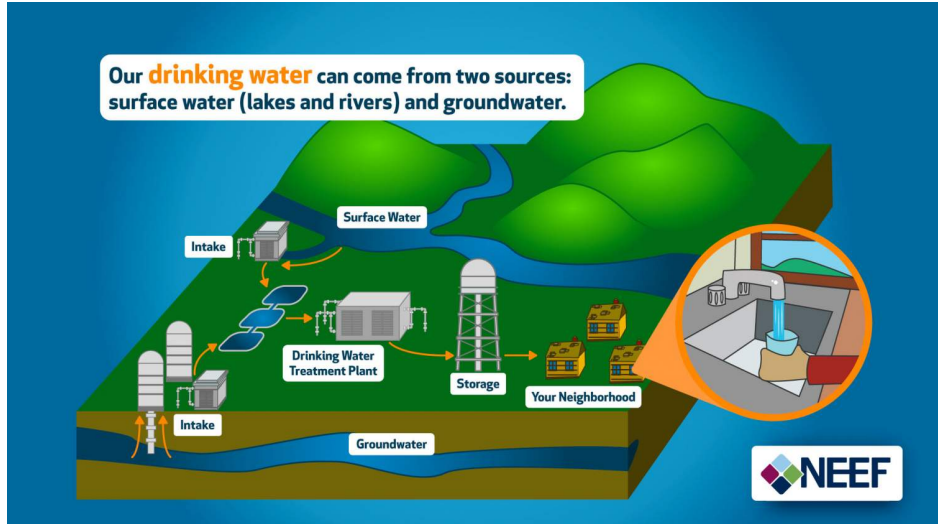 Our drinking water can come from two sources:
surface water (lakes and rivers) and groundwater.
Surface Water
Intake
Drinking Water
Treatment Plant
Storage
Your Neighborhood
Intake
Groundwater
NEEF